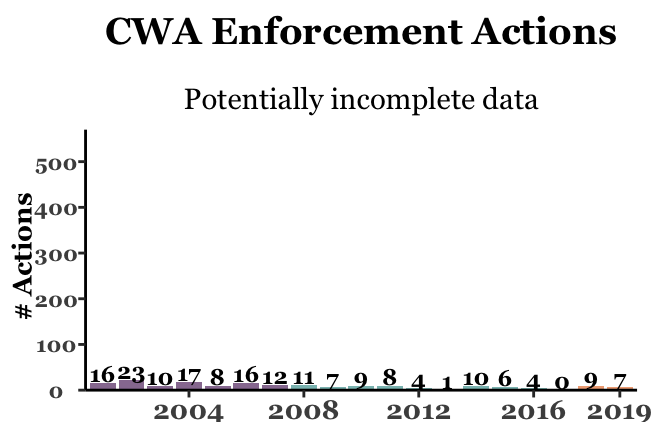 CWA Enforcement Actions
Potentially incomplete data
# Actions
500
400
300
200
100
0
16 23 10 17 8 16 12 11 7 9 8 4 1 10 6 4 0 9 7
2004 2008 2012 2016 2019